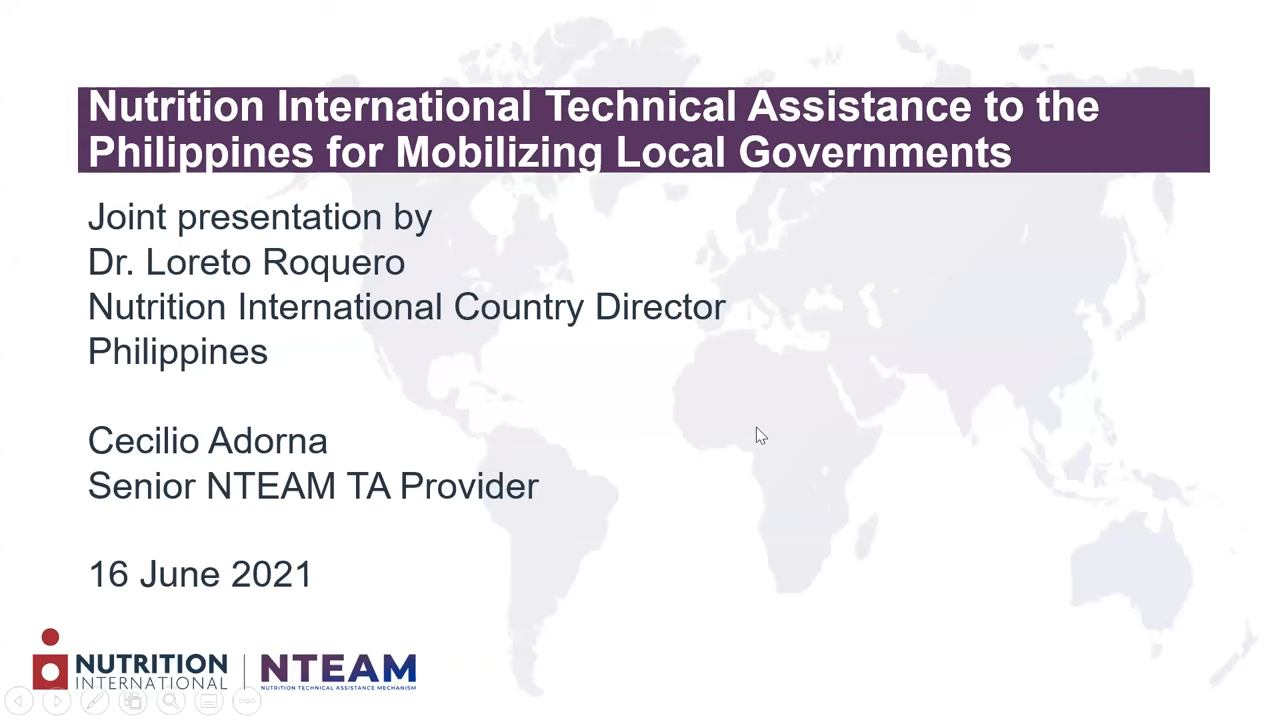 Nutrition International Technical Assistance to the
Philippines for Mobilizing Local Governments
Joint presentation by
Dr. Loreto Roquero
Nutrition International Country Director
Philippines
Cecilio Adorna
Senior NTEAM TA Provider
16 June 2021
NUTRITION
INTERNATIONAL
NTEAM
NUTRITION TECHNICAL ASSISTANCE MECHANISM